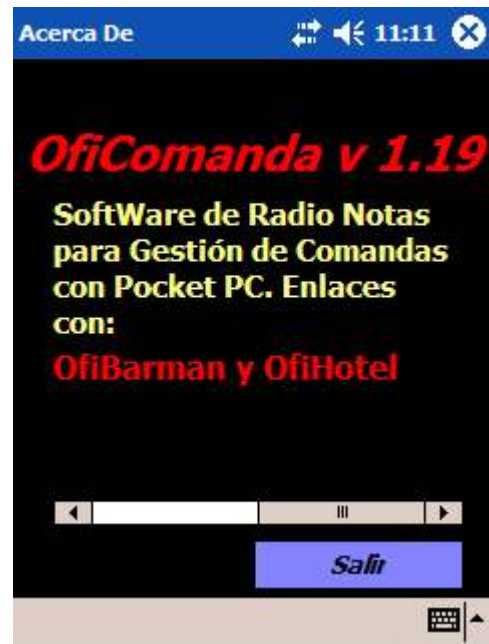 Acerca De 11:11
OfiComanda v 1.19
SoftWare de Radio Notas
para Gestión de Comandas
con Pocket PC. Enlaces
con:
OfiBarman y OfiHotel
Salir